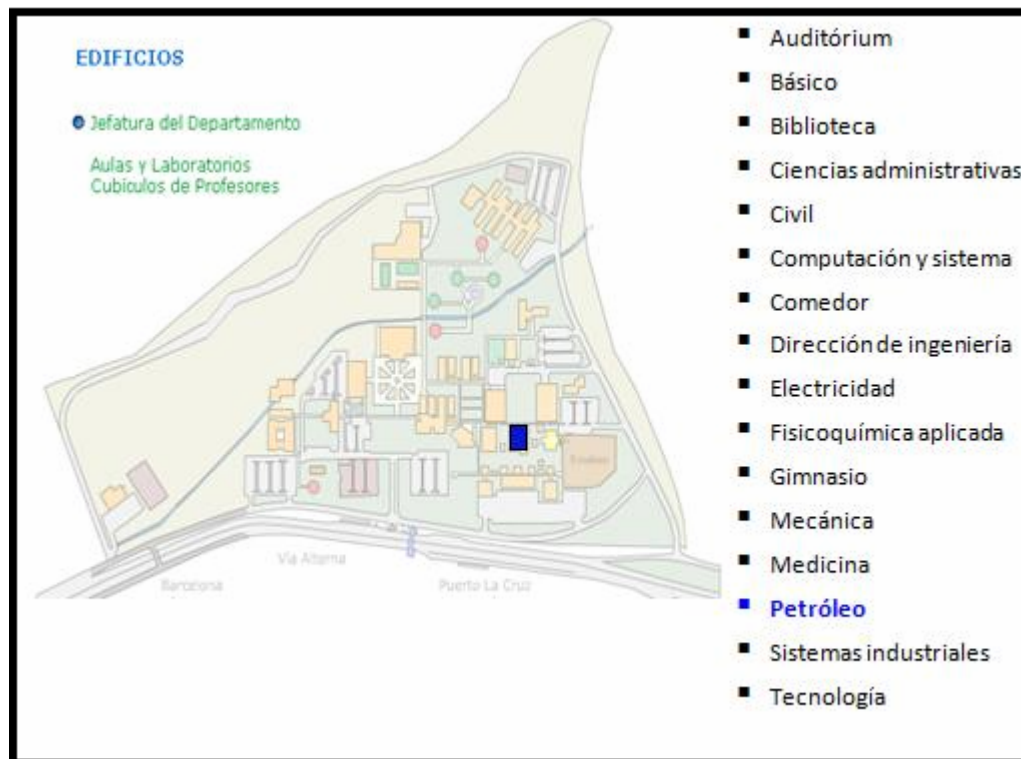 EDIFICIOS
Jefatura del Departamento
Aulas y Laboratorios
Cubículos de Profesores
Vía Alterna
Barcelona
Puerto La Cruz
Auditórium
Básico
Biblioteca
Ciencias administrativas
Civil
Computación y sistema
Comedor
Dirección de ingeniería
Electricidad
Fisicoquímica aplicada
Gimnasio
Mecánica
Medicina
Petróleo
Sistemas industriales
Tecnología